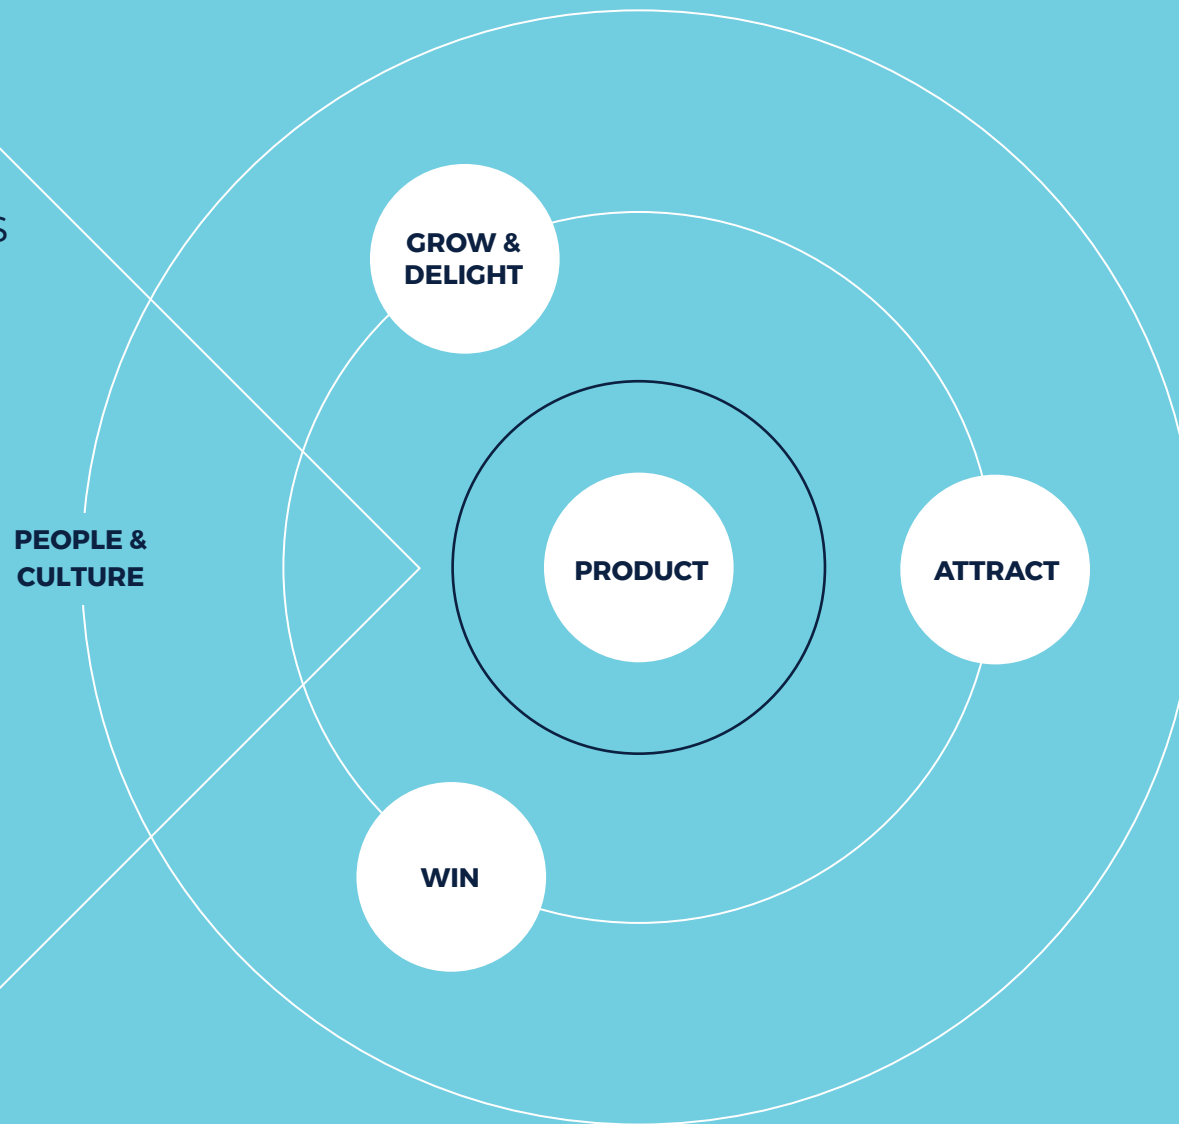 S
GROW &
DELIGHT
PEOPLE &
CULTURE
PRODUCT
ATTRACT
WIN